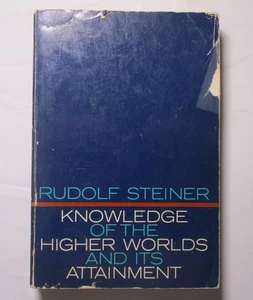 RUDOLF STEINER
KNOWLEDGE
OF THE
HIGHER WORLDS
AND ITS
ATTAINMENT